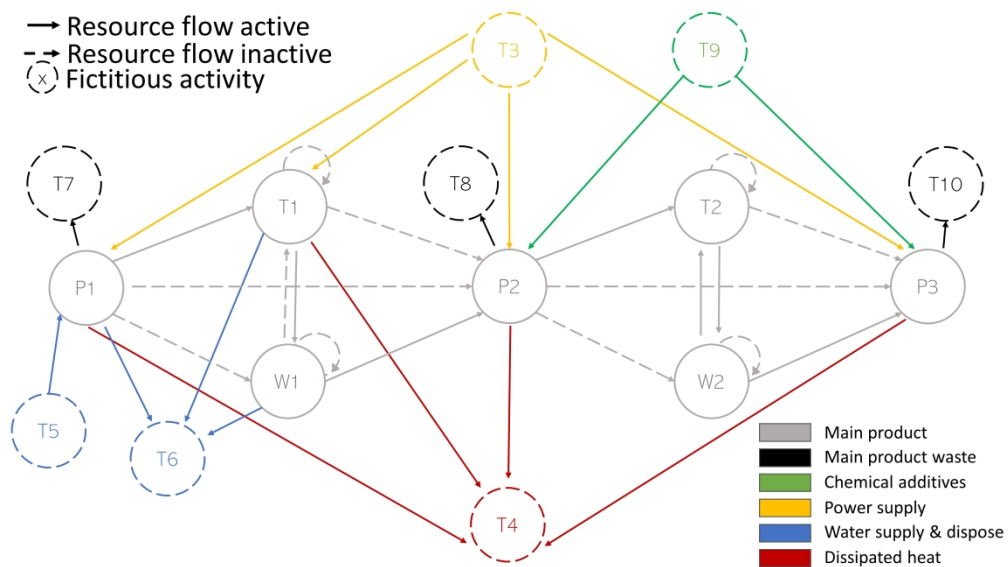 Resource flow active
Resource flow inactive
x Fictitious activity
T3
T9
T7
T1
T8
T2
T10
P1
P2
P3
W1
W2
T5
T6
T4
Main product
Main product waste
Chemical additives
Power supply
Water supply & dispose
Dissipated heat